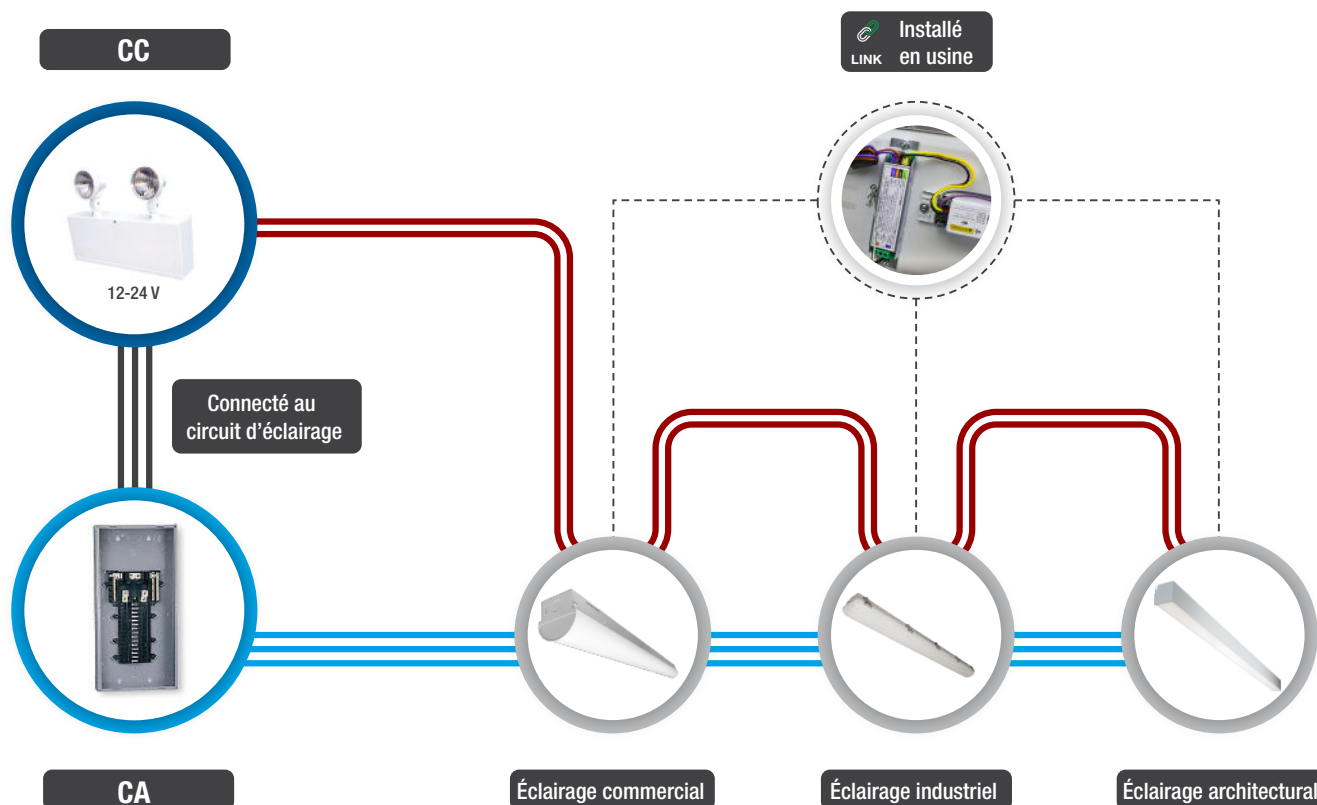 CC
Installé
LINK en usine
12-24 V
Connecté au
circuit d'éclairage
CA
Éclairage commercial
Éclairage industriel
Éclairage architectural